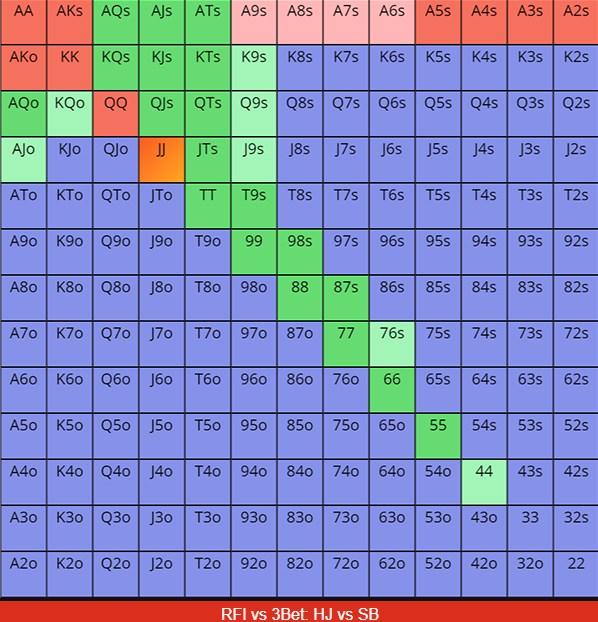 AA AKs AQs AJs ATs A9s A8s A7s A6s A5s A4s A3s A2s
AKo KK KQs KJs KTs K9s K8s K7s K6s K5s K4s K3s K2s
AQo KQo QQ QJs QTs Q9s Q8s Q7s Q6s Q5s Q4s Q3s Q2s
AJo KJo QJo JJ JTs J9s J8s J7s J6s J5s J4s J3s J2s
ATo KTo QTo JTo TT T9s T8s T7s T6s T5s T4s T3s T2s
A9o K9o Q9o J9o T9o 99 98s 97s 96s 95s 94s 93s 92s
A8o K8o Q8o J8o T8o 98o 88 87s 86s 85s 84s 83s 82s
A7o K7o Q7o J7o T7o 97o 87o 77 76s 75s 74s 73s 72s
A6o K6o Q6o J6o T6o 96o 86o 76o 66 65s 64s 63s 62s
A5o K5o Q5o J5o T5o 95o 85o 75o 65o 55 54s 53s 52s
A4o K4o Q4o J4o T4o 94o 84o 74o 64o 54o 44 43s 42s
A3o K3o Q3o J3o T3o 93o 83o 73o 63o 53o 43o 33 32s
A2o K2o Q2o J2o T2o 92o 82o 72o 62o 52o 42o 32o 22
RFI vs 3Bet: HJ vs SB